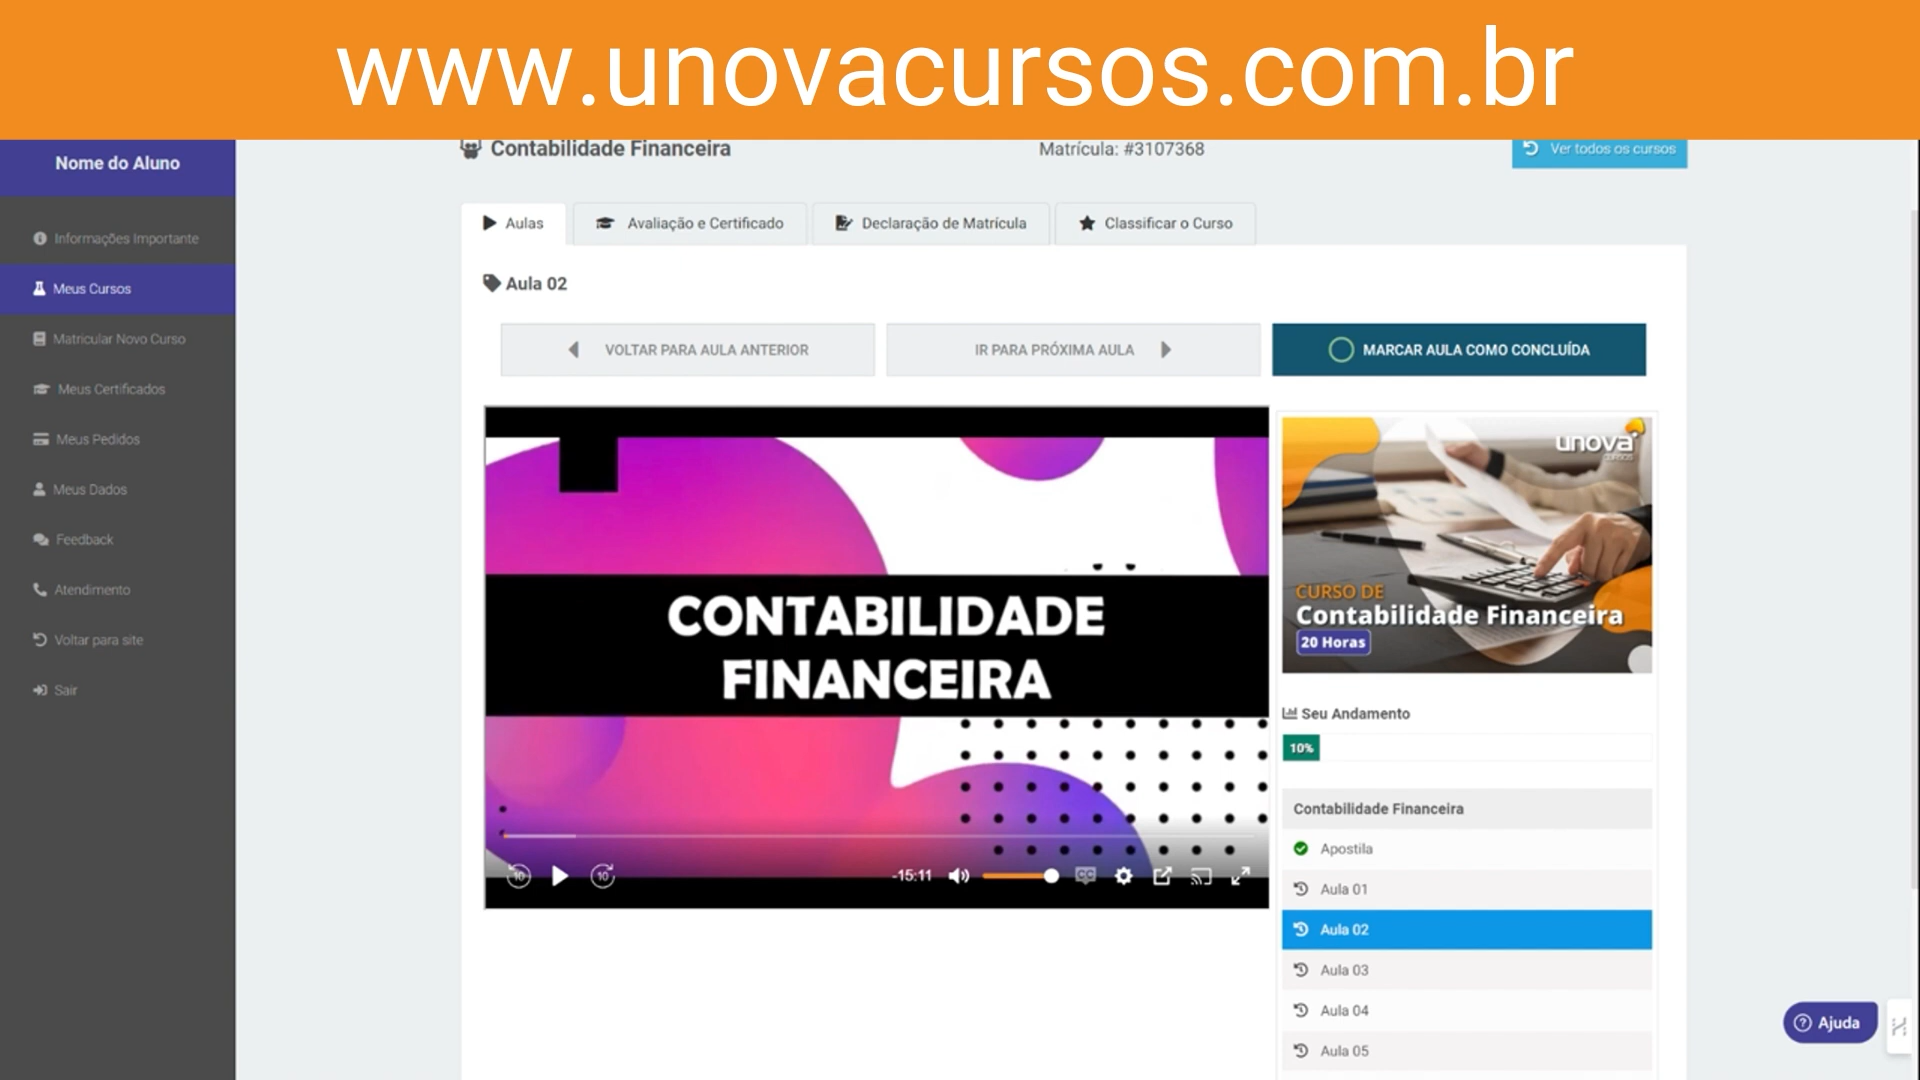 www.unovacursos.com.br
Nome do Aluno
Contabilidade Financeira
Matrícula: #3107368
Ver todos os cursos
Informações Importante
Meus Cursos
Matricular Novo Curso
Meus Certificados
Meus Pedidos
Meus Dados
Feedback
Atendimento
Voltar para site
Sair
Aulas
Avaliação e Certificado
Declaração de Matrícula
Classificar o Curso
Aula 02
VOLTAR PARA AULA ANTERIOR
IR PARA PRÓXIMA AULA
MARCAR AULA COMO CONCLUÍDA
CONTABILIDADE
FINANCEIRA
10
10
-15:11
CC
unova
cursos
CURSO DE
Contabilidade Financeira
20 Horas
Seu Andamento
10%
Contabilidade Financeira
Apostila
Aula 01
Aula 02
Aula 03
Aula 04
Aula 05
Ajuda